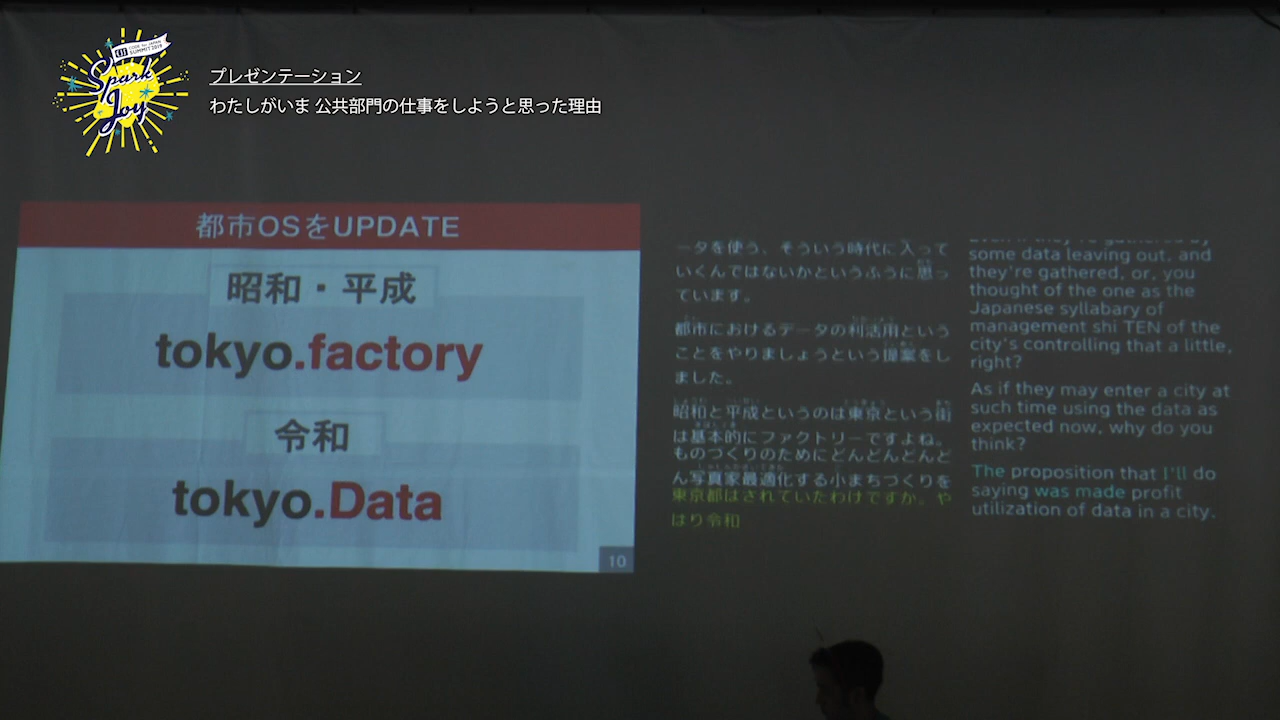 CODE for JAPAN
SUMMIT 2019
Spark
Joy
プレゼンテーション
わたしがいま 公共部門の仕事をしようと思った理由
都市OSをUPDATE
昭和・平成
tokyo.factory
令和
tokyo.Data
10
ータを使う、そういう時代に入って
いくんではないかというふうに思っ
ています。
都市におけるデータの利活用という
ことをやりましょうという提案をし
ました。
昭和と平成というのは東京という街
は基本的にファクトリーですよね。
ものづくりのためにどんどんどんど
ん写真家最適化する小まちづくりを
東京都はされていたわけですか。や
はり令和
Even if they're gathered by
some data leaving out, and
they're gathered, or, you
thought of the one as the
Japanese syllabary of
management shi TEN of the
city's controlling that a little,
right?
As if they may enter a city at
such time using the data as
expected now, why do you
think?
The proposition that I'll do
saying was made profit
utilization of data in a city.